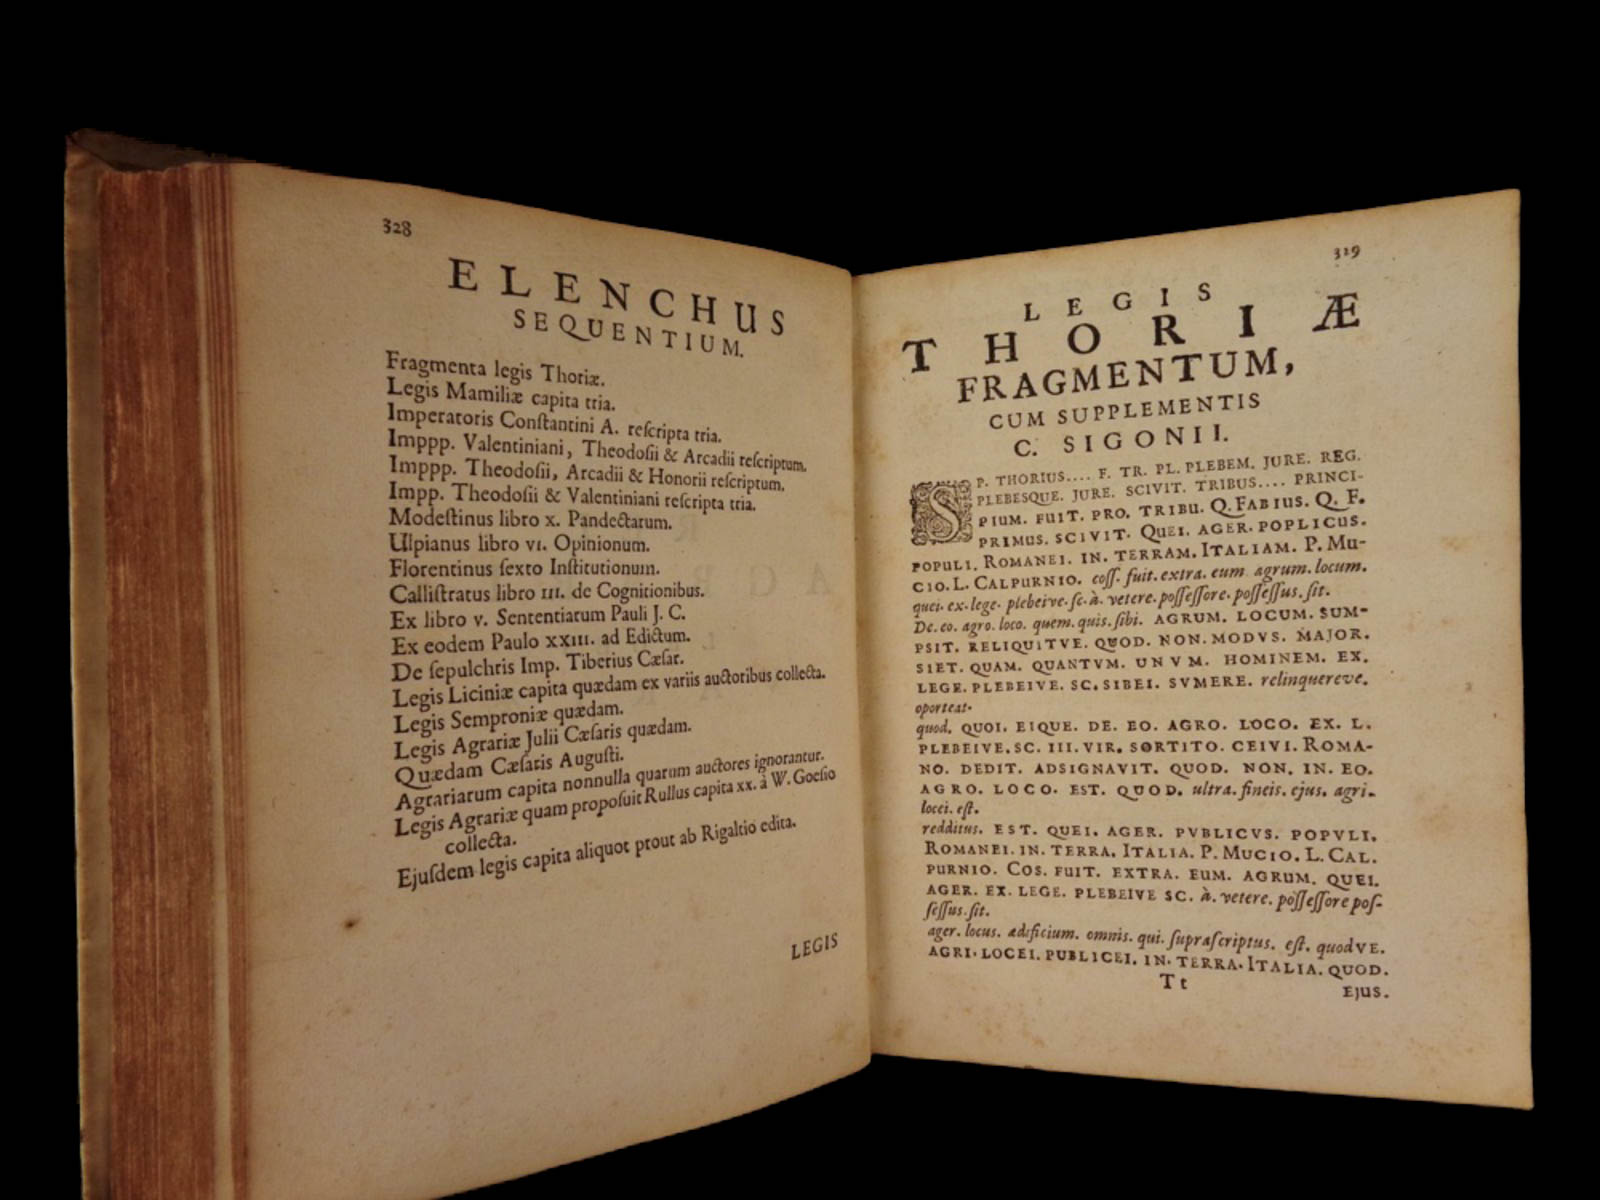 328
ELENCHUS
SEQUENTIUM.
Fragmenta legis Thoriæ.
Legis Mamiliæ capita tria.
Imperatoris Conſtantini A. reſcripta tria.
Imppp. Valentiniani, Theodoſii & Arcadii reſcriptum.
Imppp. Theodoſii, Arcadii & Honorii reſcriptum.
Impp. Theodoſii & Valentiniani reſcripta tria.
Modeſtinus libro x. Pandectarum.
Ulpianus libro vı. Opinionum.
Florentinus ſexto Inſtitutionum.
Calliſtratus libro ııı. de Cognitionibus.
Ex libro v. Sententiarum Pauli J. C.
Ex eodem Paulo xxııı. ad Edictum.
De ſepulchris Imp. Tiberius Cæſar.
Legis Liciniæ capita quædam ex variis auctoribus collecta.
Legis Semproniæ quædam.
Legis Agrariæ Julii Cæſaris quædam.
Quædam Cæſaris Auguſti.
Agrariarum capita nonnulla quarum auctores ignorantur.
Legis Agrariæ quam propoſuit Rullus capita xx. à W. Goeſio
collecta.
Ejuſdem legis capita aliquot prout ab Rigaltio edita.
LEGIS
319
LEGIS
THORIÆ
FRAGMENTUM,
CUM SUPPLEMENTIS
C. SIGONII.
S P. THORIUS.... F. TR. PL. PLEBEM. JURE. REG.
PLEBESQUE. JURE. SCIVIT. TRIBUS.... PRINCI-
PIUM. FUIT. PRO. TRIBU. Q. FABIUS. Q. F.
PRIMUS. SCIVIT. QUEI. AGER. POPLICUS.
POPULI. ROMANEI. IN. TERRAM. ITALIAM. P. MU-
CIO. L. CALPURNIO. coſſ. fuit. extra. eum. agrum. locum.
quei. ex. lege. plebeive. ſc. à. vetere. poſſeſſore. poſſeſſus. ſit.
De. eo. agro. loco. quem. quis. ſibi. AGRUM. LOCUM. SUM-
PSIT. RELIQUITVE. QUOD. NON. MODVS. MAJOR.
SIET. QUAM. QUANTVM. UNVM. HOMINEM. EX.
LEGE. PLEBEIVE. SC. SIBEI. SVMERE. relinquereve.
oporteat.
quod. QUOI. EIQUE. DE. EO. AGRO. LOCO. EX. L.
PLEBEIVE. SC. III. VIR. SORTITO. CEIVI. ROMA-
NO. DEDIT. ADSIGNAVIT. QUOD. NON. IN. EO.
AGRO. LOCO. EST. QUOD. ultra. fineis. ejus. agri.
locei. eſt.
redditus. EST. QUEI. AGER. PVBLICVS. POPVLI.
ROMANEI. IN. TERRA. ITALIA. P. MUCIO. L. CAL.
PURNIO. COS. FUIT. EXTRA. EUM. AGRUM. QUEI.
AGER. EX. LEGE. PLEBEIVE SC. à. vetere. poſſeſſore poſ-
ſeſſus. ſit.
ager. locus. ædificium. omnis. qui. ſupraſcriptus. eſt. quodVE.
AGRI. LOCEI. PUBLICEI. IN. TERRA. ITALIA. QUOD.
Tt
EJUS.